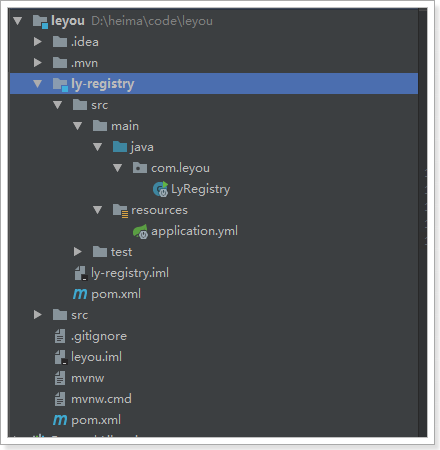 leyou D:\heima\code\leyou
.idea
.mvn
ly-registry
src
main
java
com.leyou
LyRegistry
resources
application.yml
test
ly-registry.iml
pom.xml
src
.gitignore
leyou.iml
mvnw
mvnw.cmd
pom.xml